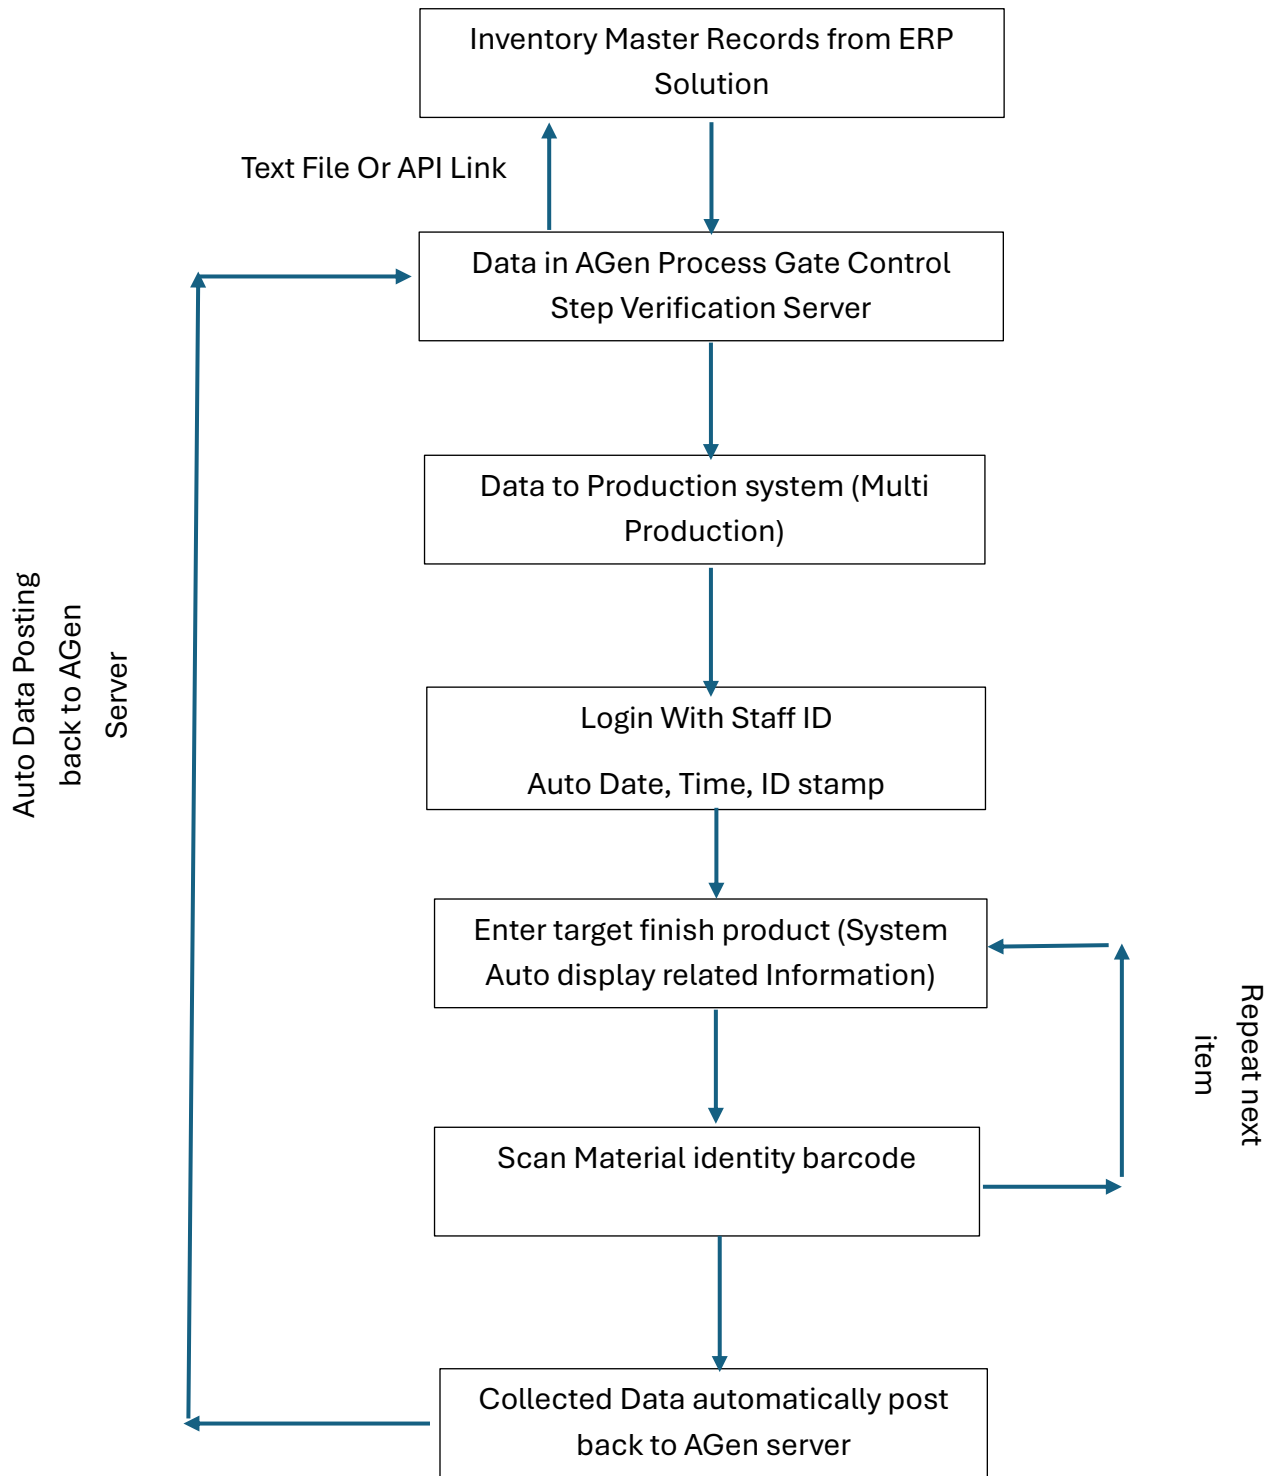 Inventory Master Records from ERP
Solution
Text File Or API Link
Data in AGen Process Gate Control
Step Verification Server
Data to Production system (Multi
Production)
Auto Data Posting
back to AGen
Server
Login With Staff ID
Auto Date, Time, ID stamp
Enter target finish product (System
Auto display related Information)
Repeat next
item
Scan Material identity barcode
Collected Data automatically post
back to AGen server